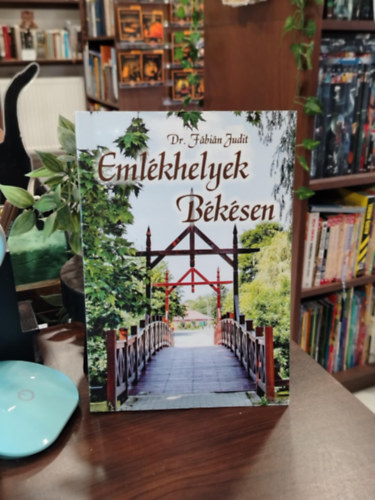 Dr. Fábián Judit
Emlékhelyek
Békésen